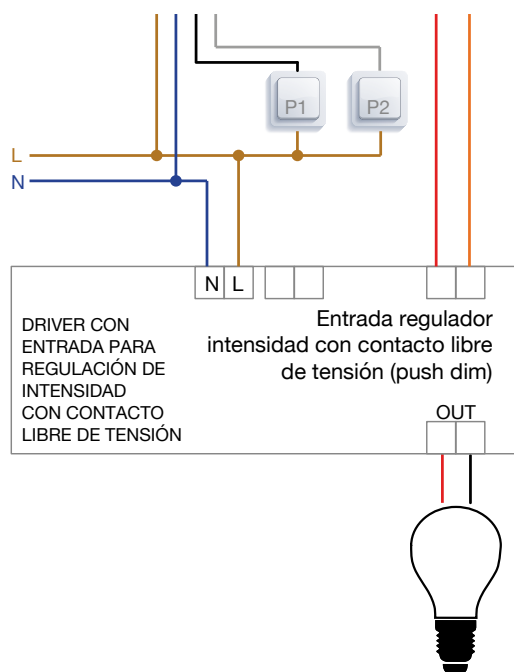 P1
P2
L
N
N
L
DRIVER CON
ENTRADA PARA
REGULACIÓN DE
INTENSIDAD
CON CONTACTO
LIBRE DE TENSIÓN
Entrada regulador
intensidad con contacto libre
de tensión (push dim)
OUT